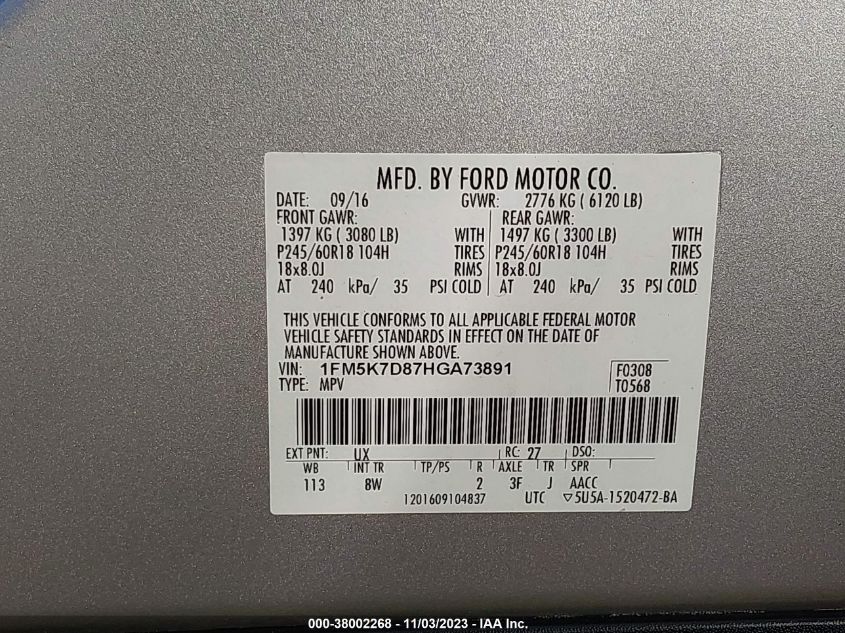 MFD. BY FORD MOTOR CO.
DATE: 09/16 GVWR: 2776 KG ( 6120 LB)
FRONT GAWR: REAR GAWR:
1397 KG ( 3080 LB) WITH 1497 KG ( 3300 LB) WITH
P245/60R18 104H TIRES P245/60R18 104H TIRES
18x8.0J RIMS 18x8.0J RIMS
AT 240 kPa/ 35 PSI COLD AT 240 kPa/ 35 PSI COLD
THIS VEHICLE CONFORMS TO ALL APPLICABLE FEDERAL MOTOR
VEHICLE SAFETY STANDARDS IN EFFECT ON THE DATE OF
MANUFACTURE SHOWN ABOVE.
VIN: 1FM5K7D87HGA73891 F0308
TYPE: MPV T0568
EXT PNT: UX RC: 27 DSO:
WB INT TR TP/PS R AXLE TR SPR
113 8W 2 3F J AACC
1201609104837 UTC ▽5U5A-1520472-BA
000-38002268 - 11/03/2023 - IAA Inc.